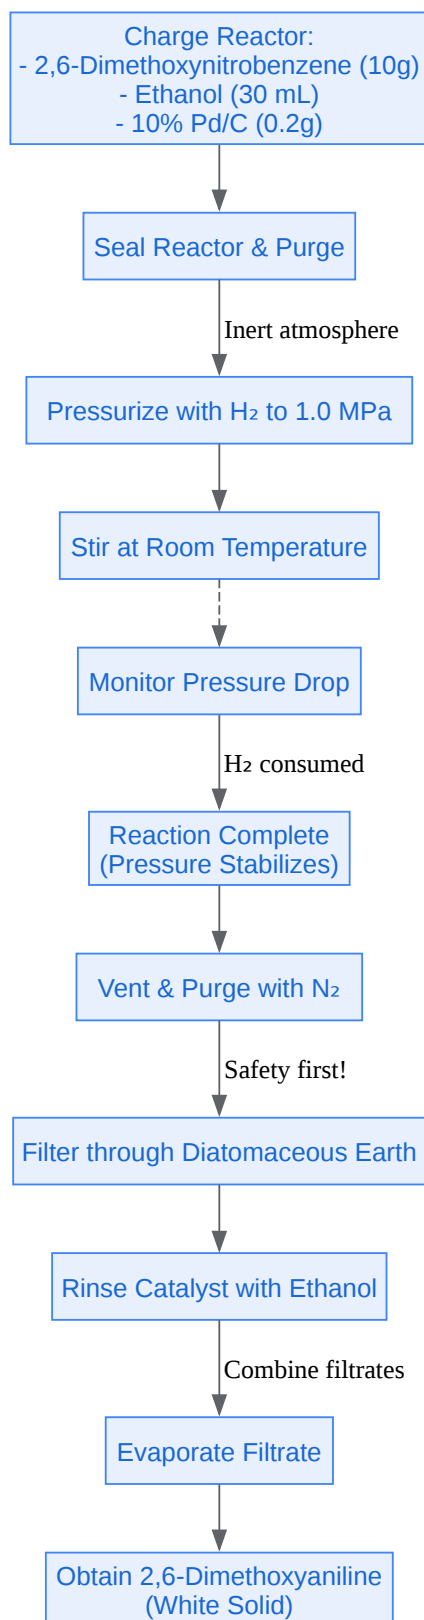 Charge Reactor:
- 2,6-Dimethoxynitrobenzene (10g)
- Ethanol (30 mL)
- 10% Pd/C (0.2g)
Seal Reactor & Purge
Inert atmosphere
Pressurize with H₂ to 1.0 MPa
Stir at Room Temperature
Monitor Pressure Drop
H₂ consumed
Reaction Complete
(Pressure Stabilizes)
Vent & Purge with N₂
Safety first!
Filter through Diatomaceous Earth
Rinse Catalyst with Ethanol
Combine filtrates
Evaporate Filtrate
Obtain 2,6-Dimethoxyaniline
(White Solid)